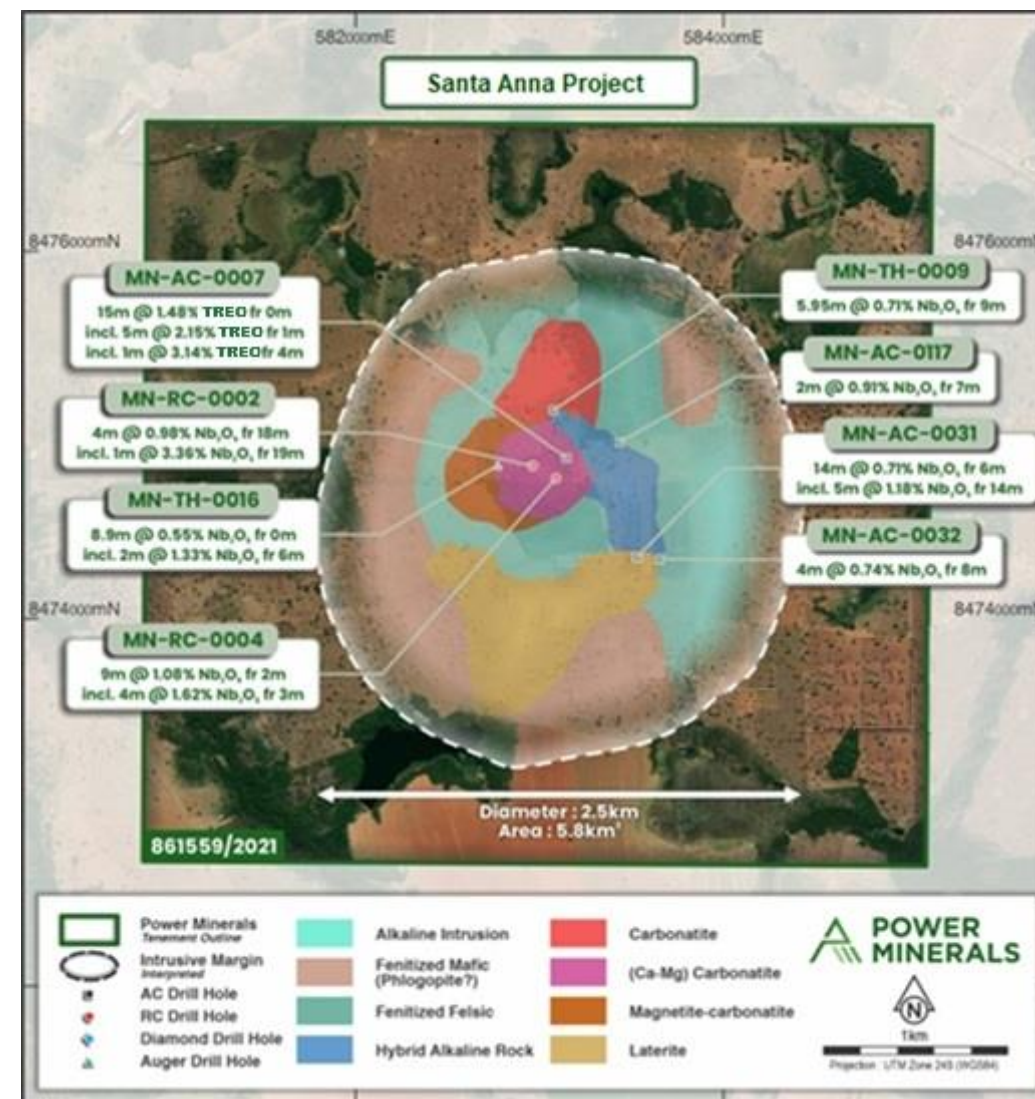 582000mE
584000mE
Santa Anna Project
8476000mN
8476000mN
MN-AC-0007
15m @ 1.48% TREO fr 0m
incl. 5m @ 2.15% TREO fr 1m
incl. 1m @ 3.14% TREO fr 4m
MN-RC-0002
4m @ 0.98% Nb₂O₅ fr 18m
incl. 1m @ 3.36% Nb₂O₅ fr 19m
MN-TH-0016
8.9m @ 0.55% Nb₂O₅ fr 0m
incl. 2m @ 1.33% Nb₂O₅ fr 6m
MN-RC-0004
9m @ 1.08% Nb₂O₅ fr 2m
incl. 4m @ 1.62% Nb₂O₅ fr 3m
MN-TH-0009
5.95m @ 0.71% Nb₂O₅ fr 9m
MN-AC-0117
2m @ 0.91% Nb₂O₅ fr 7m
MN-AC-0031
14m @ 0.71% Nb₂O₅ fr 6m
incl. 5m @ 1.18% Nb₂O₅ fr 14m
MN-AC-0032
4m @ 0.74% Nb₂O₅ fr 8m
8474000mN
8474000mN
Diameter : 2.5km
Area : 5.8km²
861559/2021
Power Minerals
Tenement Outline
Intrusive Margin
Interpreted
AC Drill Hole
RC Drill Hole
Diamond Drill Hole
Auger Drill Hole
Alkaline Intrusion
Fenitized Mafic
(Phlogopite?)
Fenitized Felsic
Hybrid Alkaline Rock
Carbonatite
(Ca-Mg) Carbonatite
Magnetite-carbonatite
Laterite
POWER
MINERALS
N
1km
Projection : UTM Zone (WGS84)